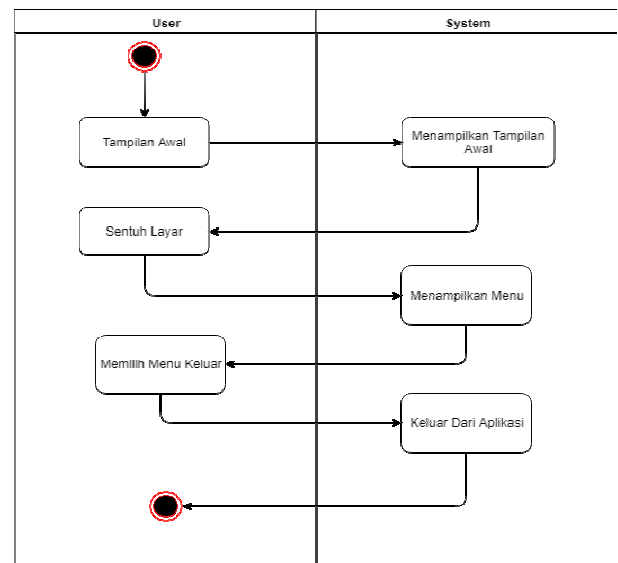 User
System
Tampilan Awal
Menampilkan Tampilan
Awal
Sentuh Layar
Menampilkan Menu
Memilih Menu Keluar
Keluar Dari Aplikasi